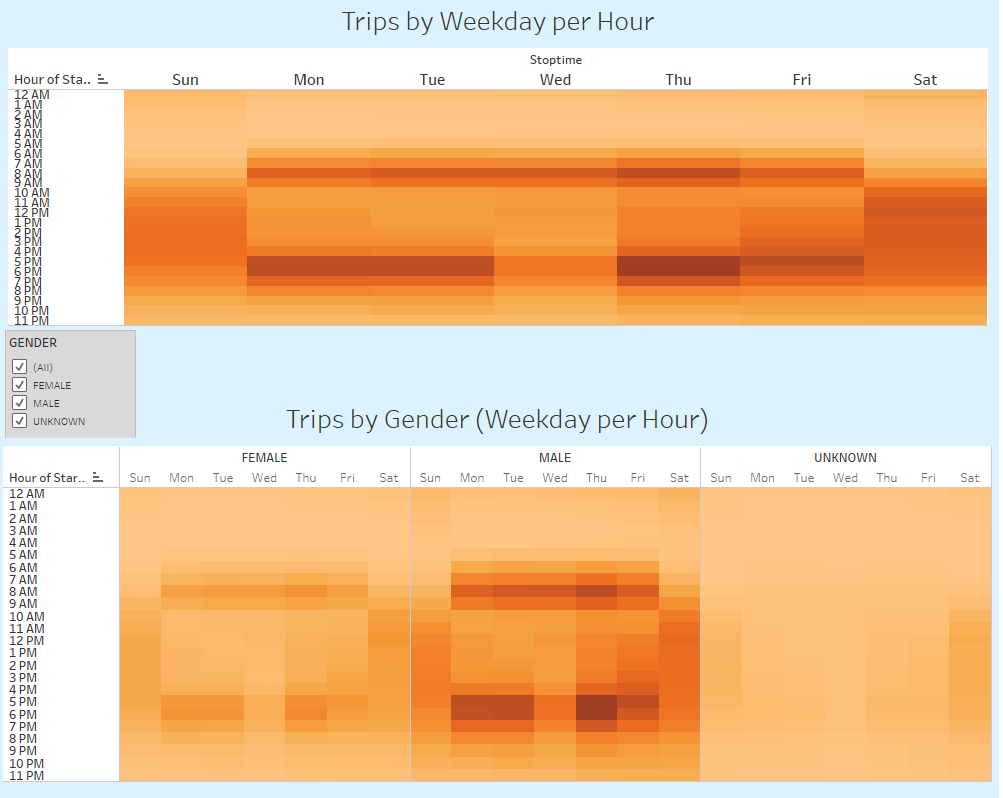 Trips by Weekday per Hour
Stoptime
Hour of Sta.. Sun Mon Tue Wed Thu Fri Sat
12 AM
1 AM
2 AM
3 AM
4 AM
5 AM
6 AM
7 AM
8 AM
9 AM
10 AM
11 AM
12 PM
1 PM
2 PM
3 PM
4 PM
5 PM
6 PM
7 PM
8 PM
9 PM
10 PM
11 PM
GENDER
(All)
FEMALE
MALE
UNKNOWN
Trips by Gender (Weekday per Hour)
FEMALE MALE UNKNOWN
Hour of Star.. Sun Mon Tue Wed Thu Fri Sat Sun Mon Tue Wed Thu Fri Sat Sun Mon Tue Wed Thu Fri Sat
12 AM
1 AM
2 AM
3 AM
4 AM
5 AM
6 AM
7 AM
8 AM
9 AM
10 AM
11 AM
12 PM
1 PM
2 PM
3 PM
4 PM
5 PM
6 PM
7 PM
8 PM
9 PM
10 PM
11 PM